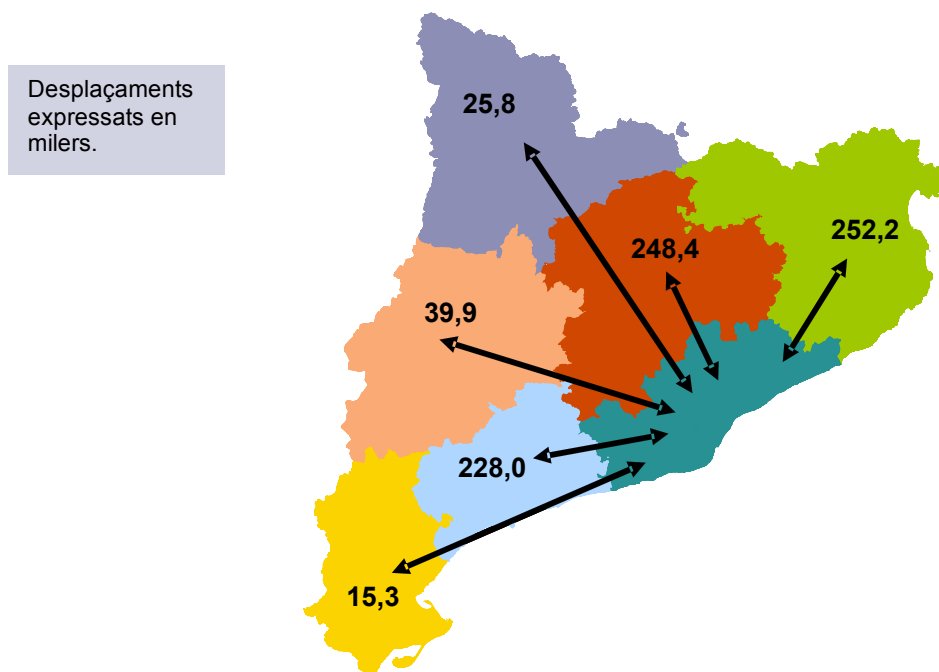 Desplaçaments
expressats en
milers.
25,8
252,2
248,4
39,9
228,0
15,3